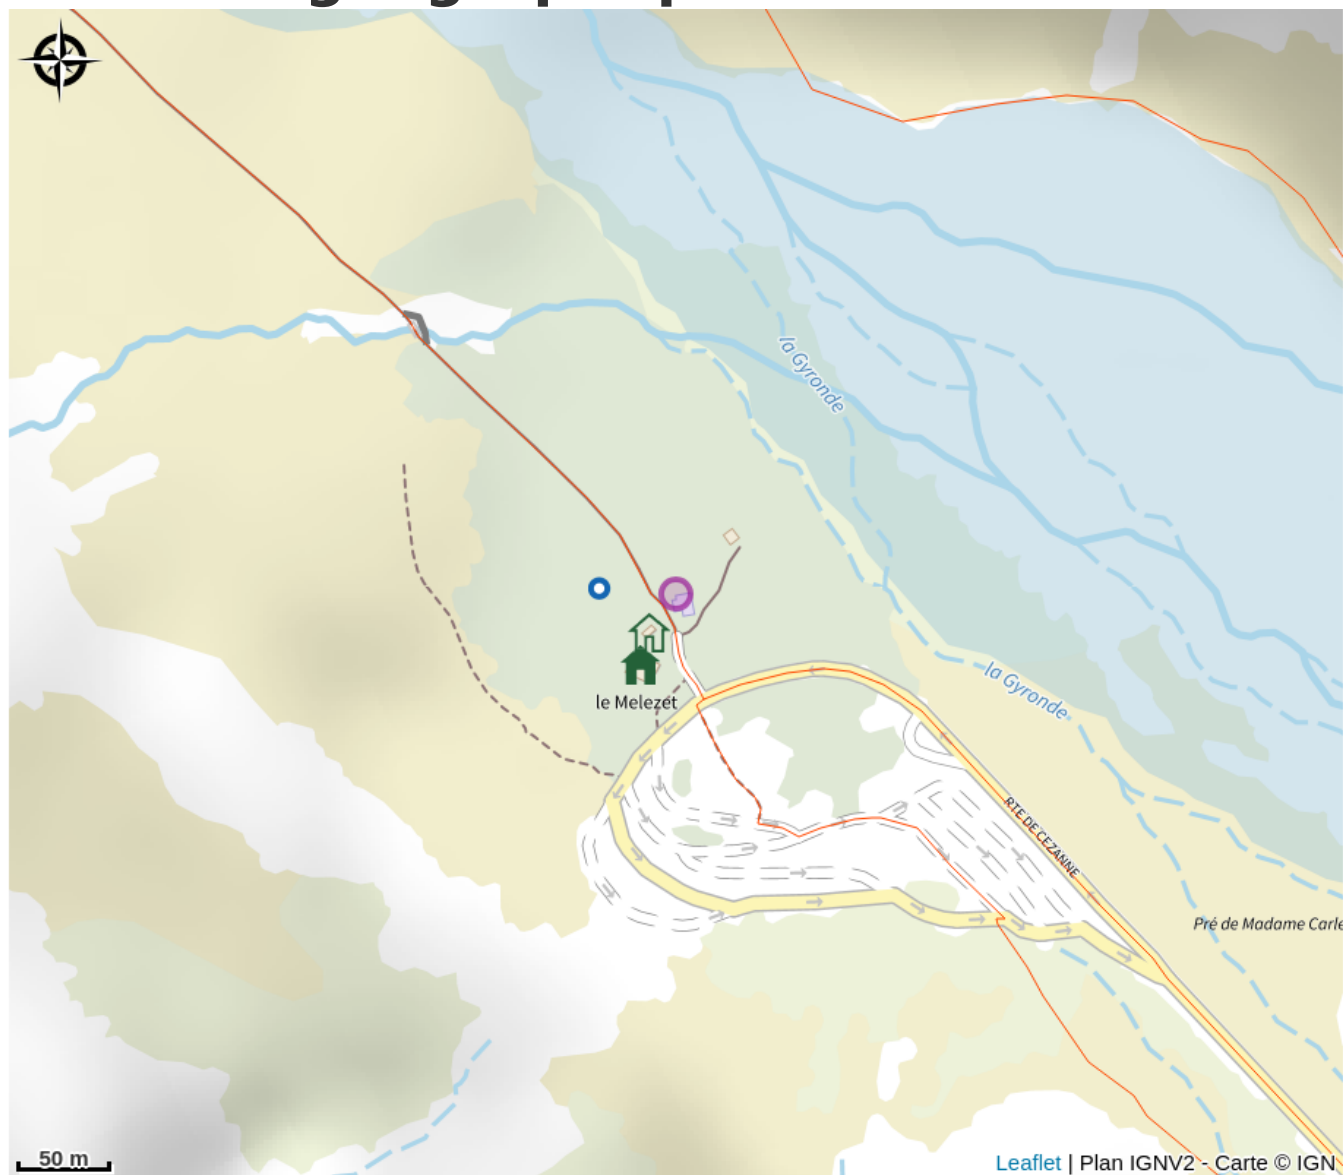 la Gyronde
la Gyronde
le Melezet
RTE DE CEZANNE
Pré de Madame Carle
50 m
Leaflet | Plan IGNV2 - Carte © IGN